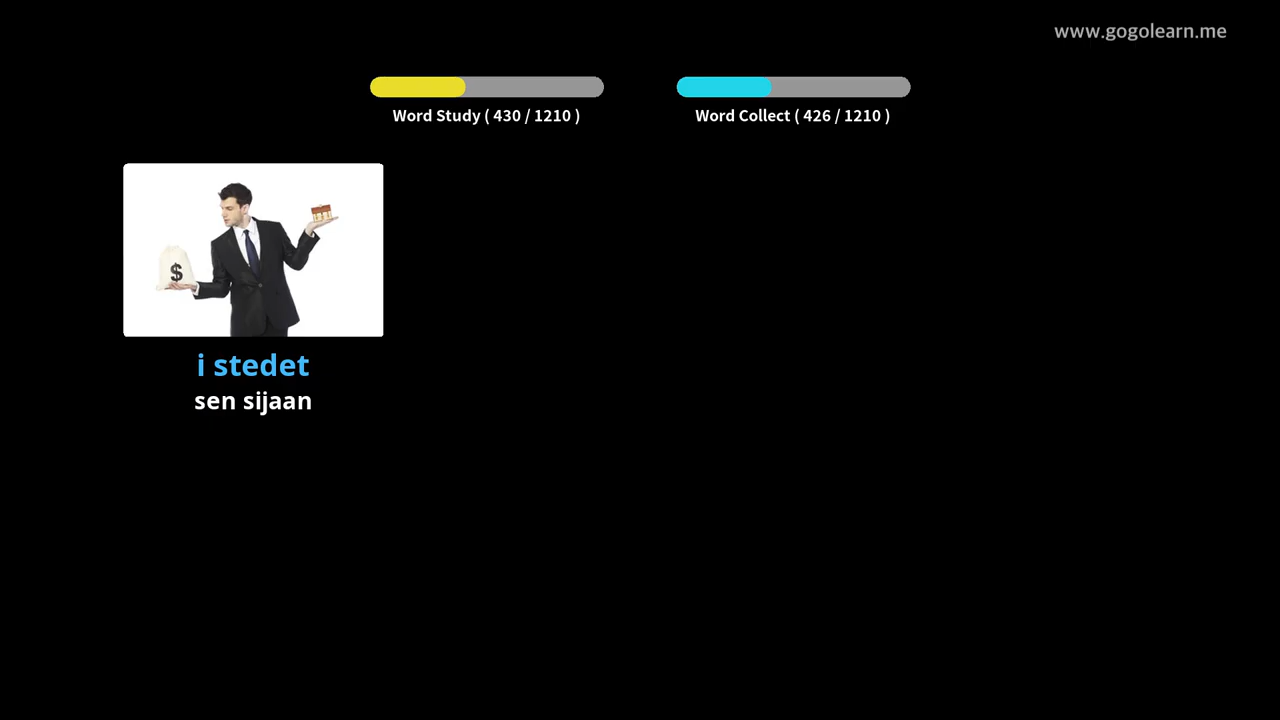 www.gogolearn.me
Word Study ( 430 / 1210 )
Word Collect ( 426 / 1210 )
$
i stedet
sen sijaan